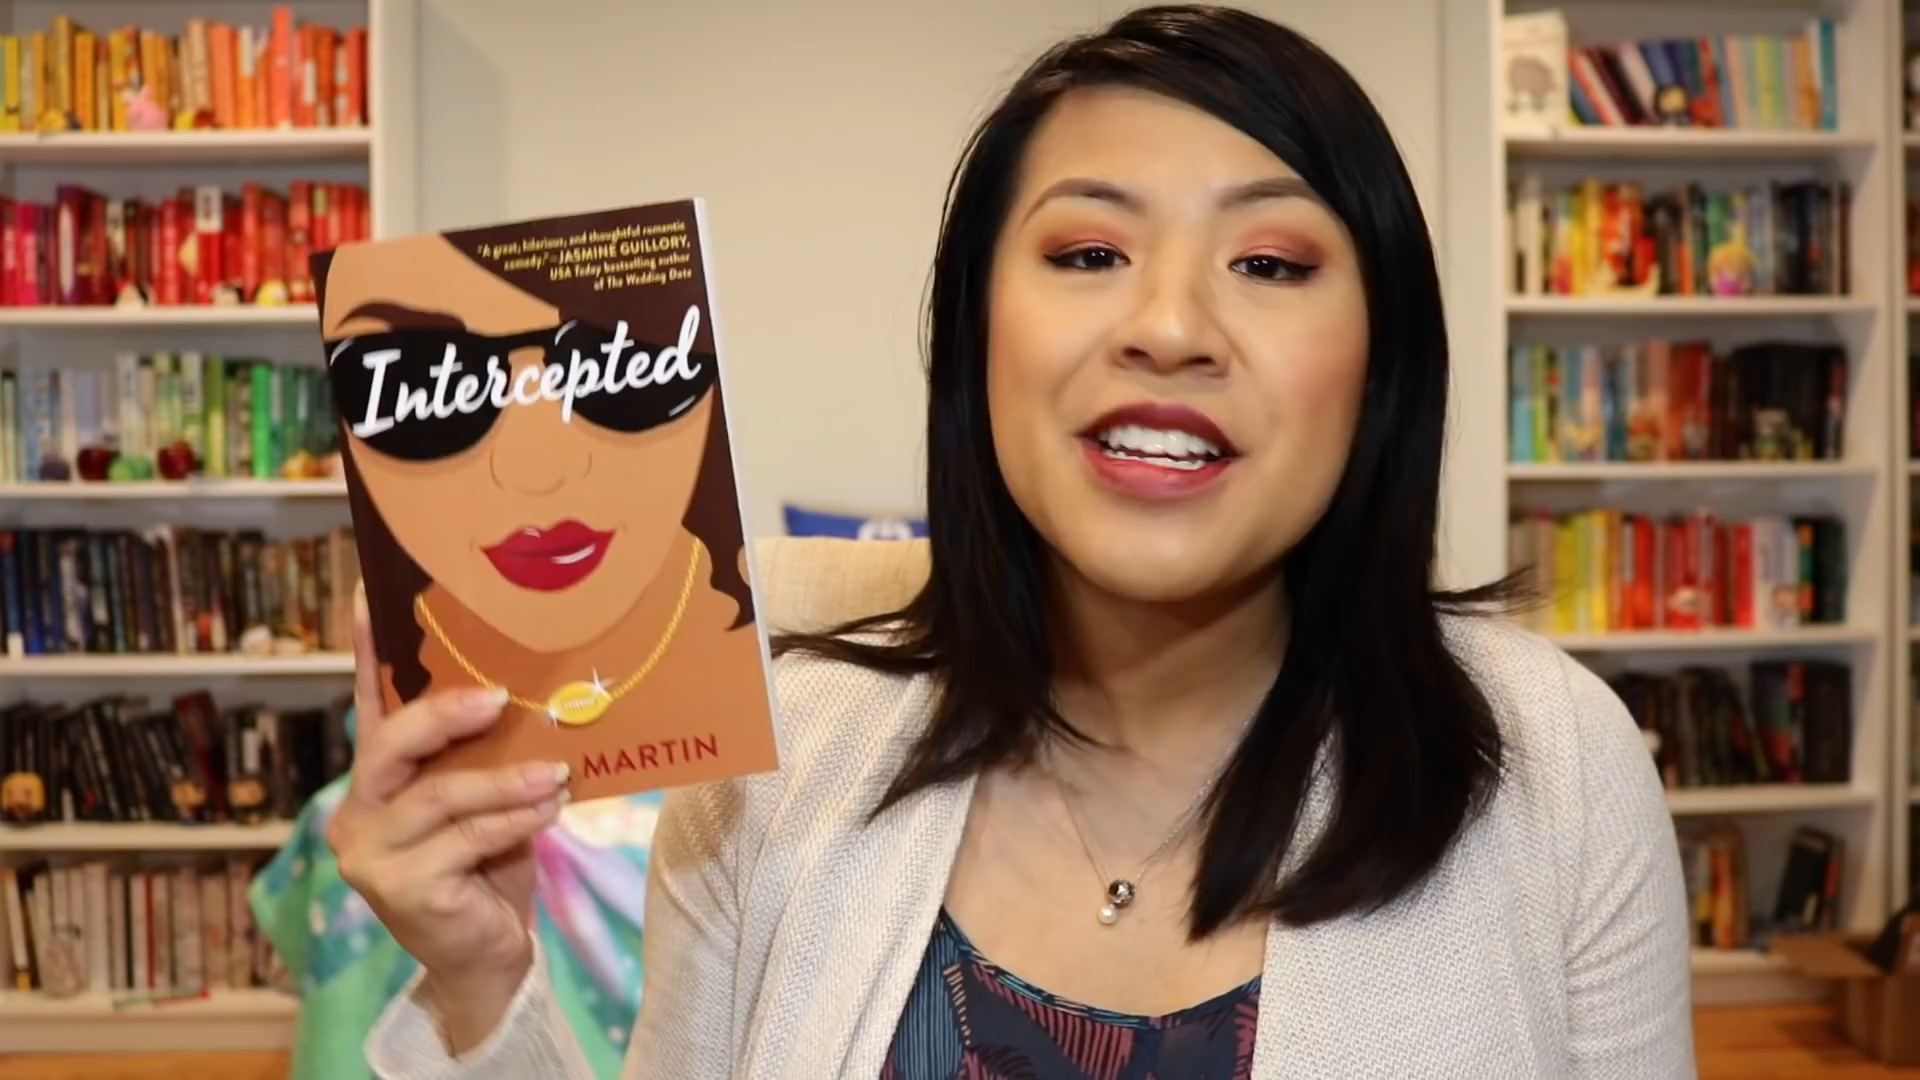 "A great, hilarious, and thoughtful romantic
comedy." —JASMINE GUILLORY,
USA Today bestselling author
of The Wedding Date
Intercepted
MARTIN